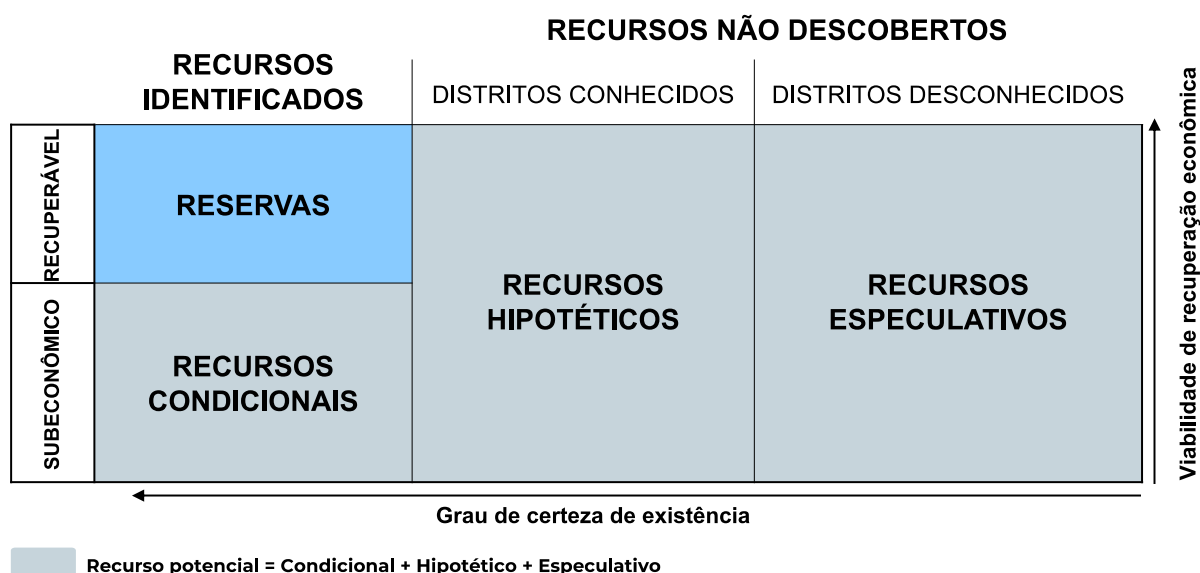 RECURSOS NÃO DESCOBERTOS
RECURSOS
IDENTIFICADOS
DISTRITOS CONHECIDOS
DISTRITOS DESCONHECIDOS
RECUPERÁVEL
RESERVAS
SUBECONÔMICO
RECURSOS
CONDICIONAIS
RECURSOS
HIPOTÉTICOS
RECURSOS
ESPECULATIVOS
Viabilidade de recuperação econômica
Grau de certeza de existência
Recurso potencial = Condicional + Hipotético + Especulativo